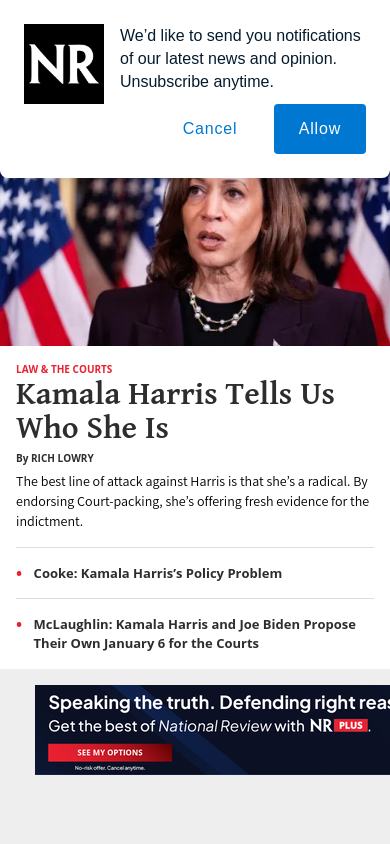 NR
We’d like to send you notifications
of our latest news and opinion.
Unsubscribe anytime.
Cancel
Allow
LAW & THE COURTS
Kamala Harris Tells Us
Who She Is
By RICH LOWRY
The best line of attack against Harris is that she’s a radical. By
endorsing Court-packing, she’s offering fresh evidence for the
indictment.
• Cooke: Kamala Harris’s Policy Problem
• McLaughlin: Kamala Harris and Joe Biden Propose
Their Own January 6 for the Courts
Speaking the truth. Defending right reas
Get the best of National Review with NR PLUS.
SEE MY OPTIONS
No-risk offer. Cancel anytime.